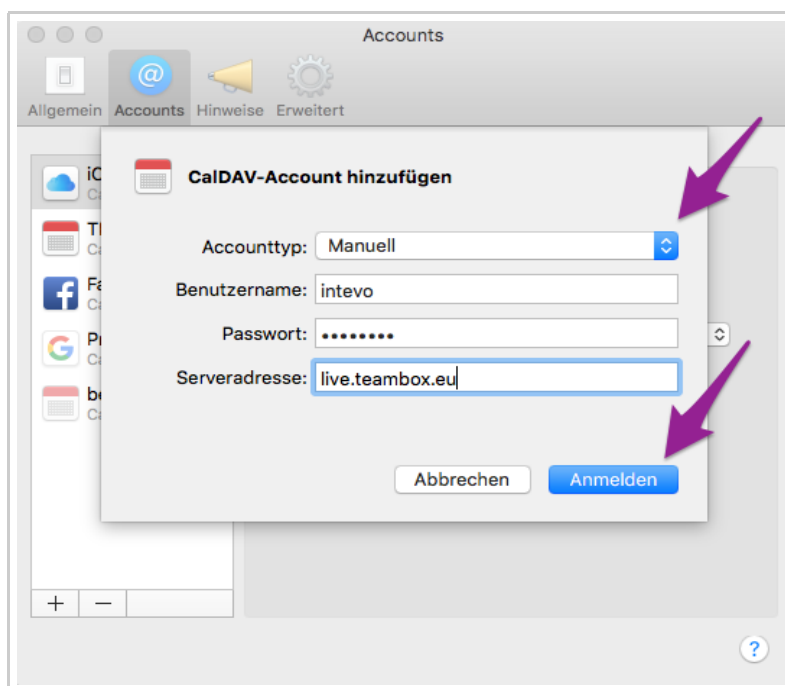 Accounts
Allgemein Accounts Hinweise Erweitert
CalDAV-Account hinzufügen
Accounttyp: Manuell
Benutzername: intevo
Passwort: ••••••••
Serveradresse: live.teambox.eu
Abbrechen Anmelden
+ −
?